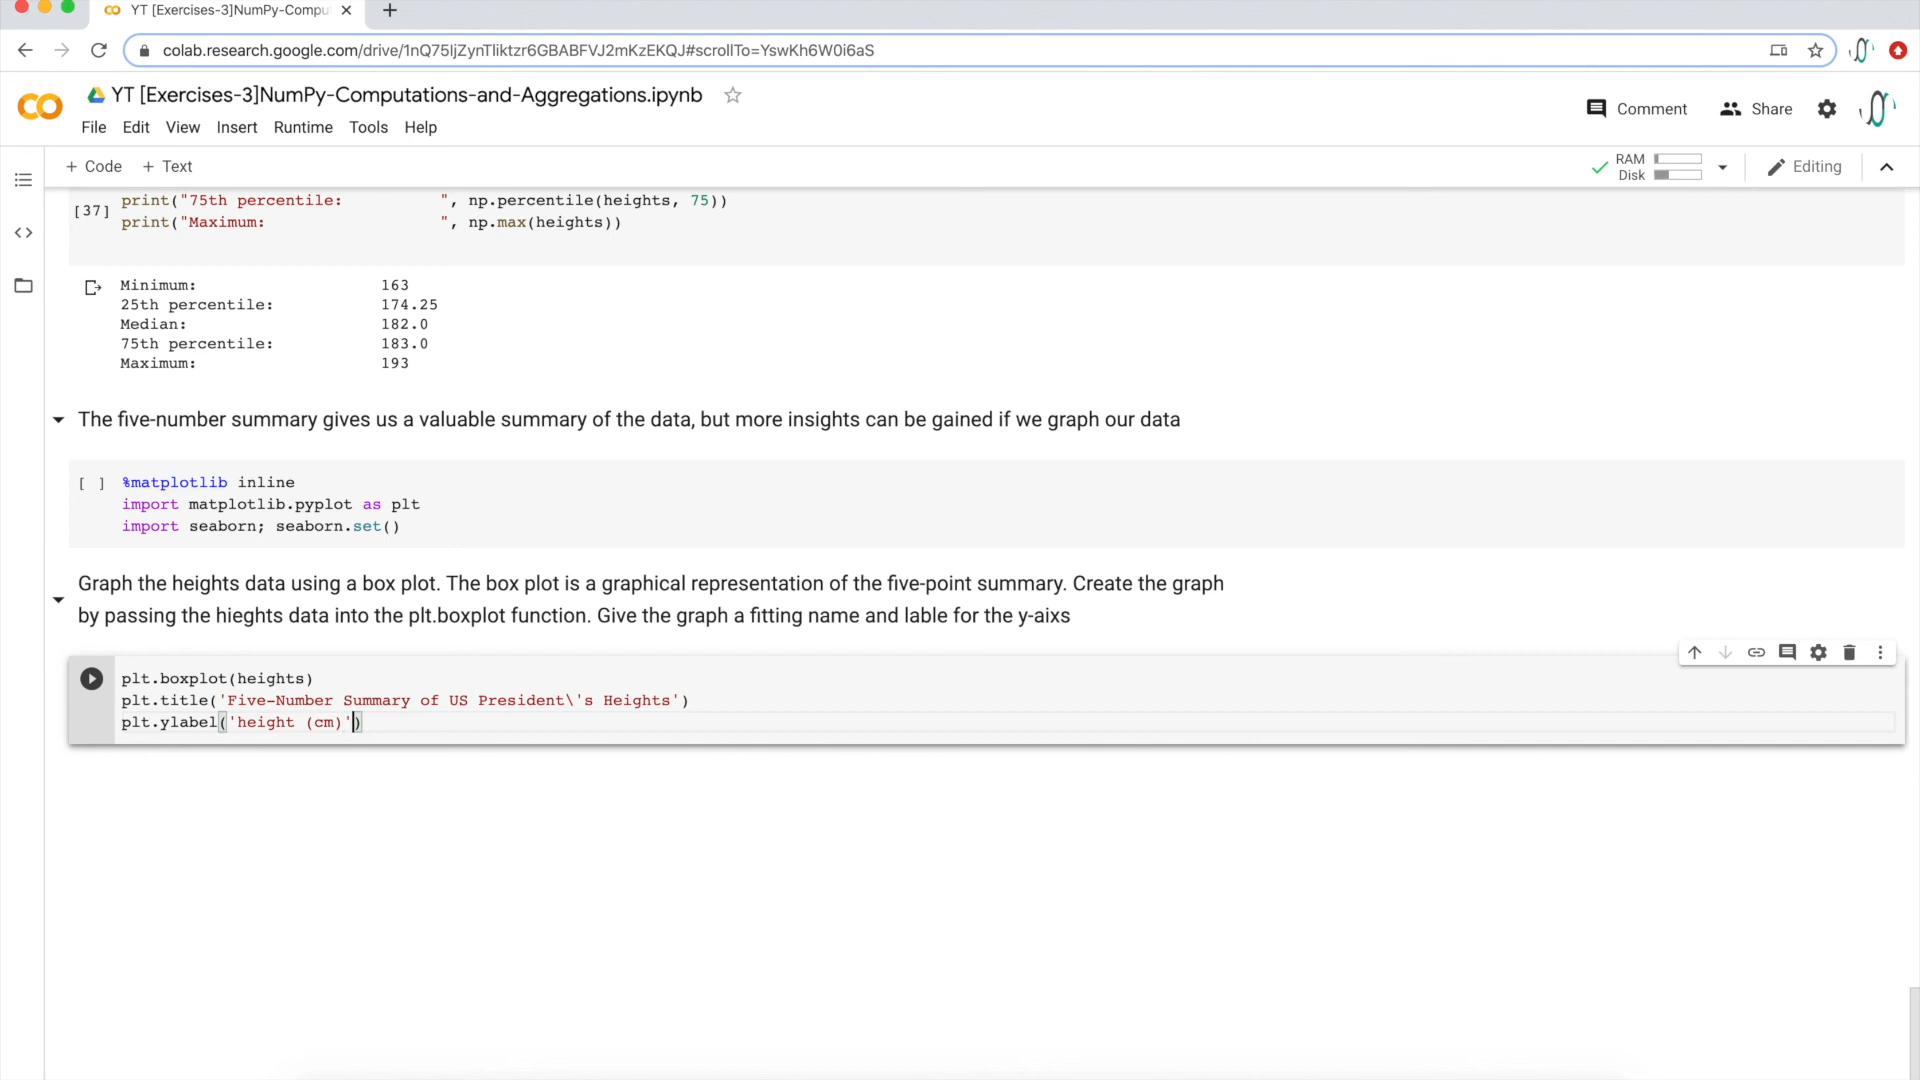 YT [Exercises-3]NumPy-Compu
colab.research.google.com/drive/1nQ75IjZynTliktzr6GBABFVJ2mKzEKQJ#scrollTo=YswKh6W0i6aS
YT [Exercises-3]NumPy-Computations-and-Aggregations.ipynb
Comment
Share
File Edit View Insert Runtime Tools Help
+ Code + Text
RAM
Disk
Editing
print("75th percentile: ", np.percentile(heights, 75))
[37]
print("Maximum: ", np.max(heights))
Minimum: 163
25th percentile: 174.25
Median: 182.0
75th percentile: 183.0
Maximum: 193
The five-number summary gives us a valuable summary of the data, but more insights can be gained if we graph our data
[ ] %matplotlib inline
import matplotlib.pyplot as plt
import seaborn; seaborn.set()
Graph the heights data using a box plot. The box plot is a graphical representation of the five-point summary. Create the graph
by passing the hieghts data into the plt.boxplot function. Give the graph a fitting name and lable for the y-aixs
plt.boxplot(heights)
plt.title('Five-Number Summary of US President\'s Heights')
plt.ylabel('height (cm)')